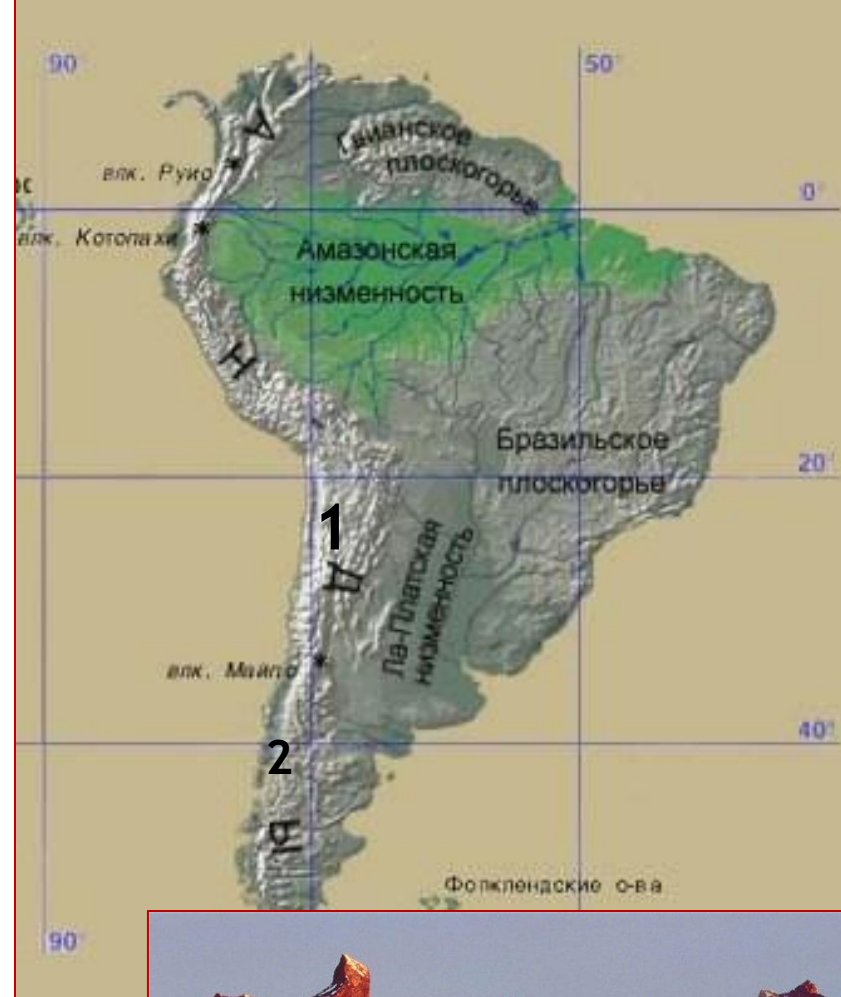 90°
50°
А
Гвианское
плоскогорье
влк. Руио
0°
влк. Котопахи
Амазонская
низменность
Н
Бразильское
20°
плоскогорье
1
Д
Ла-Платская
низменность
влк. Майпо
40°
2
Ы
Фолклендские о-ва
90°